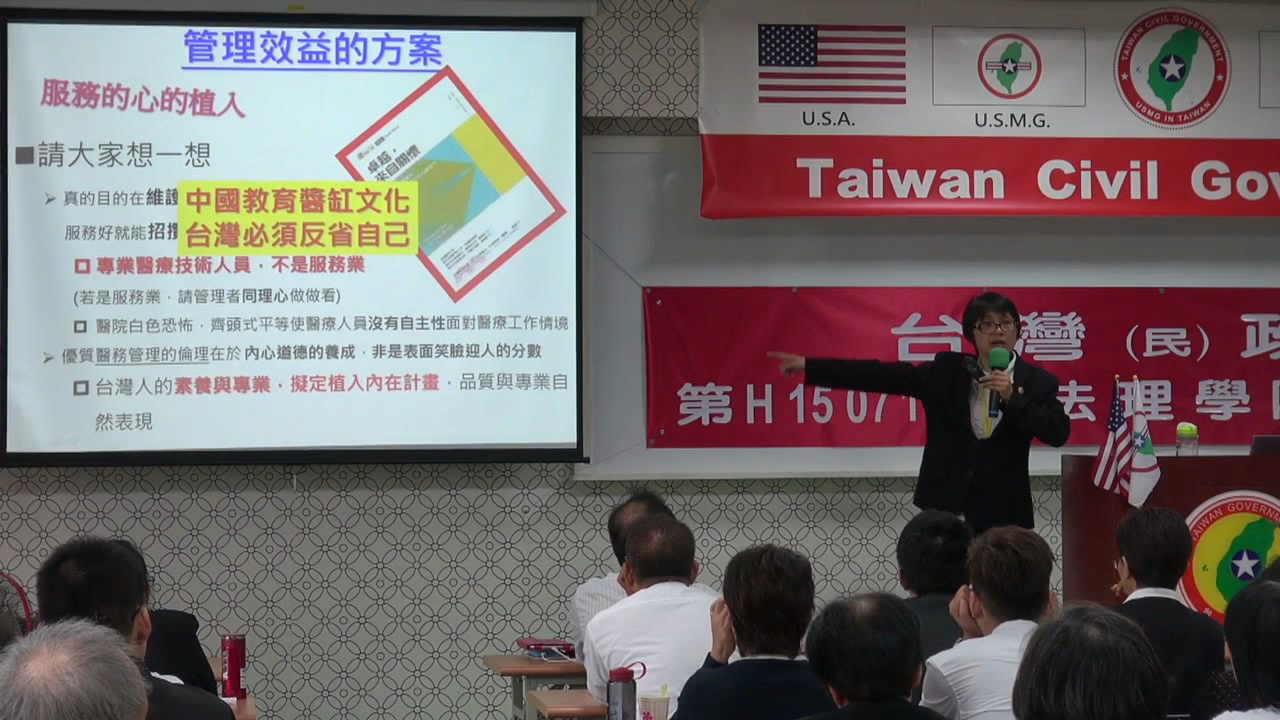 管理效益的方案
服務的心的植入
請大家想一想
真的目的在維護
服務好就能招攬
中國教育醬缸文化
台灣必須反省自己
專業醫療技術人員，不是服務業
(若是服務業，請管理者同理心做做看)
醫院白色恐怖，齊頭式平等使醫療人員沒有自主性面對醫療工作情境
優質醫務管理的倫理在於內心道德的養成，非是表面笑臉迎人的分數
台灣人的素養與專業，擬定植入內在計畫，品質與專業自
然表現
卓越，
來自關懷
U.S.A.
U.S.M.G.
TAIWAN CIVIL GOVERNMENT
USMG IN TAIWAN
Taiwan Civil Go
台灣（民）政
第H 15 07 1
法理學
TAIWAN GOVERNM